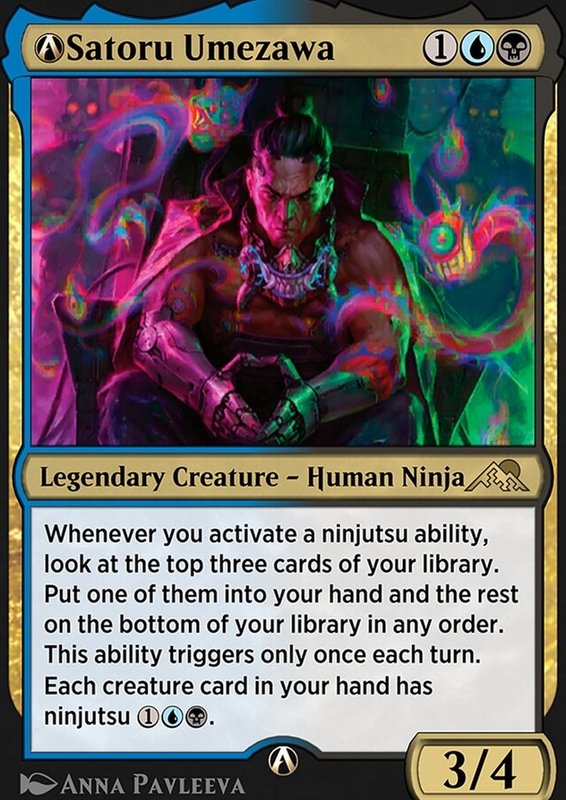 Satoru Umezawa 1
Legendary Creature – Human Ninja
Whenever you activate a ninjutsu ability,
look at the top three cards of your library.
Put one of them into your hand and the rest
on the bottom of your library in any order.
This ability triggers only once each turn.
Each creature card in your hand has
ninjutsu 1.
3/4
Anna Pavleeva